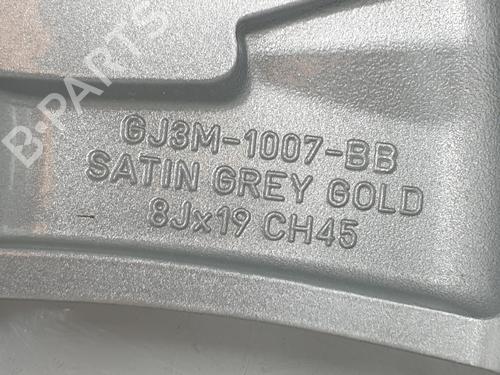 B-PARTS
GJ3M-1007-BB
SATIN GREY GOLD
8Jx19 CH45